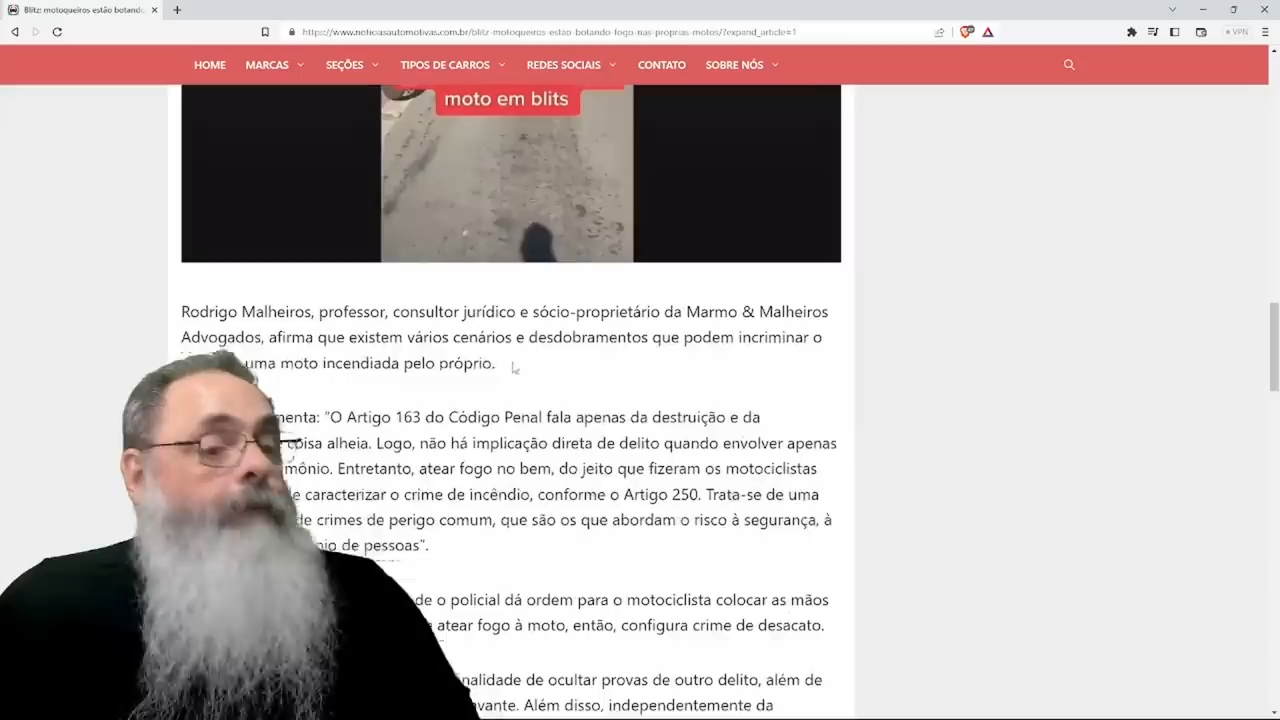 Blitz: motoqueiros estão botando
https://www.noticiasautomotivas.com.br/blitz-motoqueiros-estao-botando-fogo-nas-proprias-motos/?expand_article=1
VPN
HOME MARCAS SEÇÕES TIPOS DE CARROS REDES SOCIAIS CONTATO SOBRE NÓS
moto em blits
Rodrigo Malheiros, professor, consultor jurídico e sócio-proprietário da Marmo & Malheiros
Advogados, afirma que existem vários cenários e desdobramentos que podem incriminar o
uma moto incendiada pelo próprio.
"O Artigo 163 do Código Penal fala apenas da destruição e da
coisa alheia. Logo, não há implicação direta de delito quando envolver apenas
Entretanto, atear fogo no bem, do jeito que fizeram os motociclistas
caracterizar o crime de incêndio, conforme o Artigo 250. Trata-se de uma
de crimes de perigo comum, que são os que abordam o risco à segurança, à
de pessoas".
o policial dá ordem para o motociclista colocar as mãos
atear fogo à moto, então, configura crime de desacato.
de ocultar provas de outro delito, além de
Além disso, independentemente da